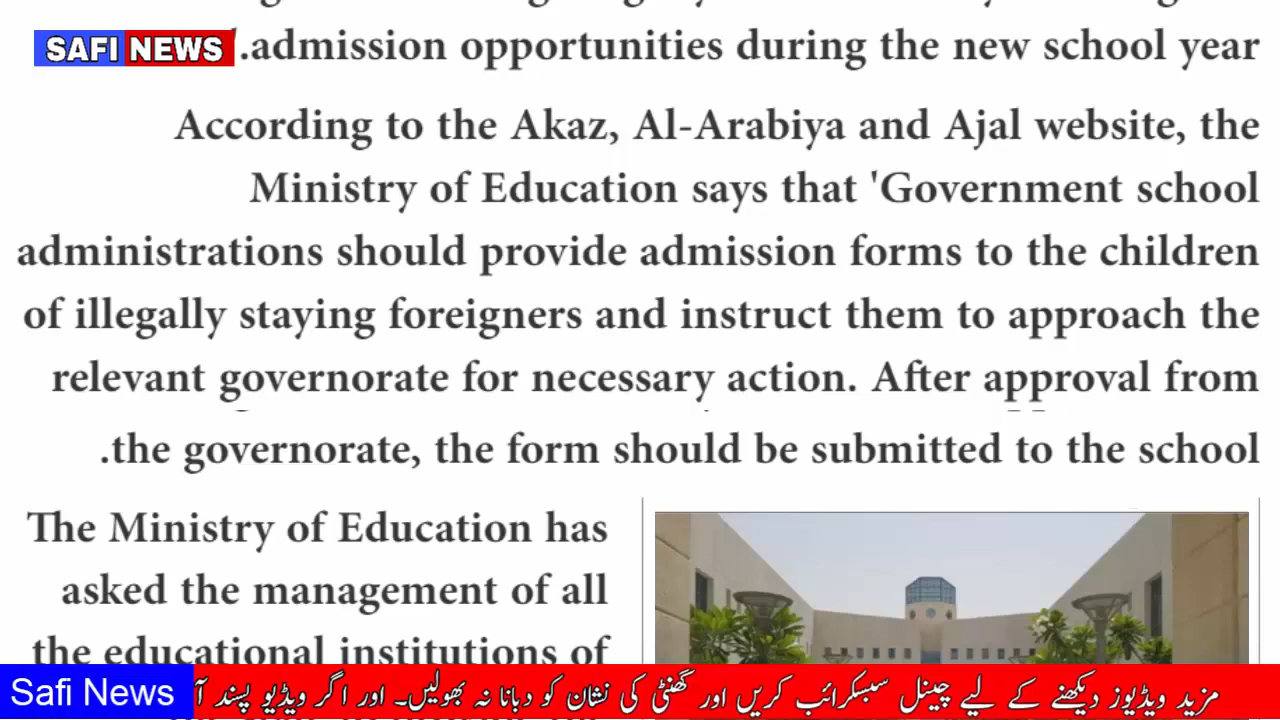 SAFI NEWS
.admission opportunities during the new school year
According to the Akaz, Al-Arabiya and Ajal website, the
Ministry of Education says that 'Government school
administrations should provide admission forms to the children
of illegally staying foreigners and instruct them to approach the
relevant governorate for necessary action. After approval from
.the governorate, the form should be submitted to the school
The Ministry of Education has
asked the management of all
the educational institutions of
Safi News
مزید ویڈیوز دیکھنے کے لیے چینل سبسکرائب کریں اور گھنٹی کی نشان کو دبانا نہ بھولیں۔ اور اگر ویڈیو پسند